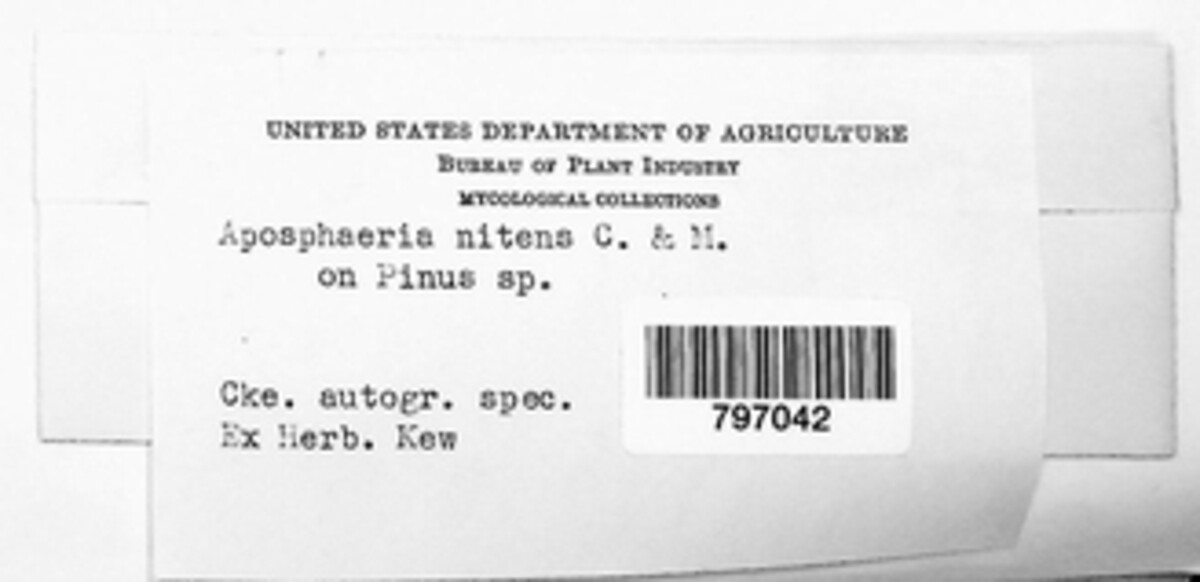 UNITED STATES DEPARTMENT OF AGRICULTURE
BUREAU OF PLANT INDUSTRY
MYCOLOGICAL COLLECTIONS
Aposphaeria nitens C. & M.
on Pinus sp.
Cke. autogr. spec.
Ex Herb. Kew
797042